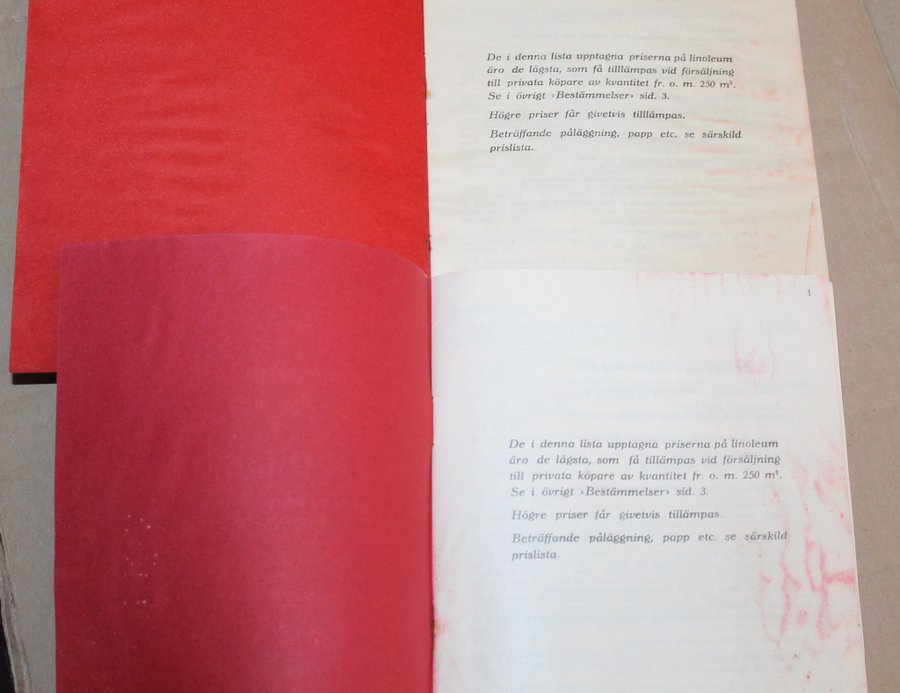 De i denna lista upptagna priserna på linoleum
äro de lägsta, som få tilllämpas vid försäljning
till privata köpare av kvantitet fr. o. m. 250 m².
Se i övrigt ›Bestämmelser› sid. 3.
Högre priser får givetvis tilllämpas.
Beträffande påläggning, papp etc. se särskild
prislista.
1
De i denna lista upptagna priserna på linoleum
äro de lägsta, som få tillämpas vid försäljning
till privata köpare av kvantitet fr. o. m. 250 m².
Se i övrigt ›Bestämmelser› sid. 3.
Högre priser får givetvis tillämpas.
Beträffande påläggning, papp etc. se särskild
prislista.